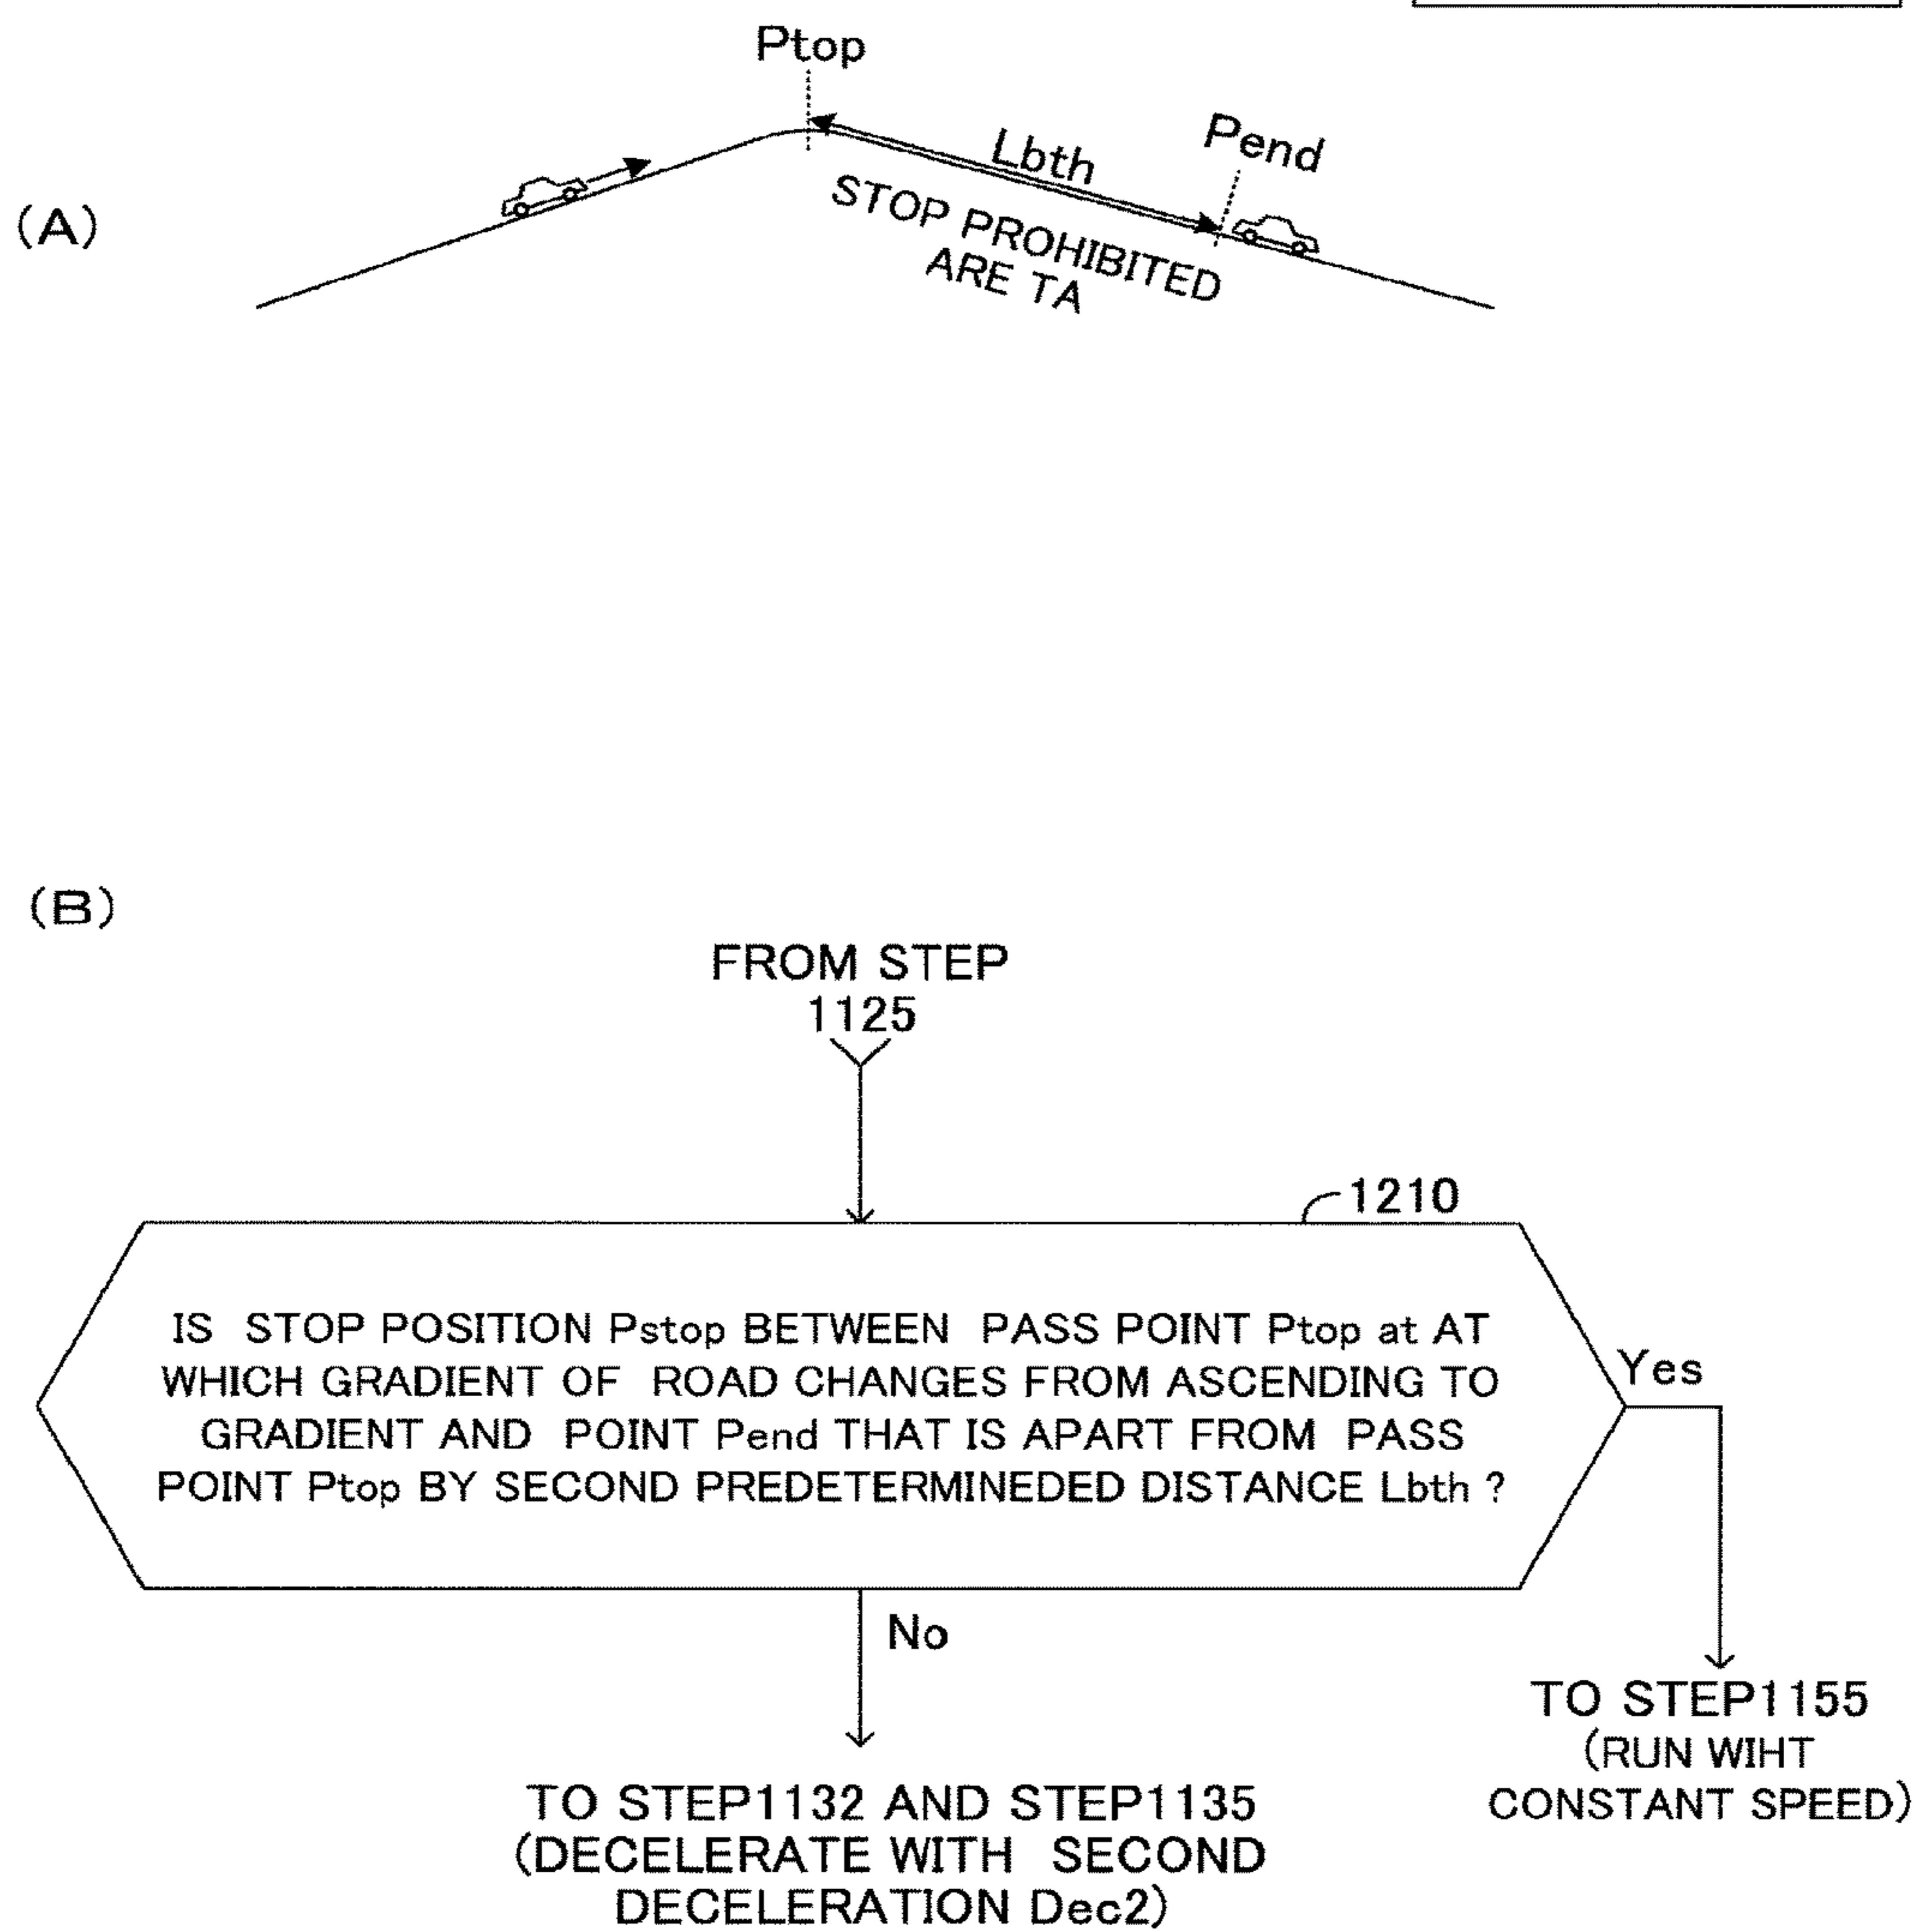 Ptop
Pend
Lbth
(A)
STOP PROHIBITED
ARE TA
(B)
FROM STEP
1125
1210
IS STOP POSITION Pstop BETWEEN PASS POINT Ptop at AT
WHICH GRADIENT OF ROAD CHANGES FROM ASCENDING TO
GRADIENT AND POINT Pend THAT IS APART FROM PASS
POINT Ptop BY SECOND PREDETERMINEDED DISTANCE Lbth ?
Yes
No
TO STEP1155
(RUN WIHT
CONSTANT SPEED)
TO STEP1132 AND STEP1135
(DECELERATE WITH SECOND
DECELERATION Dec2)